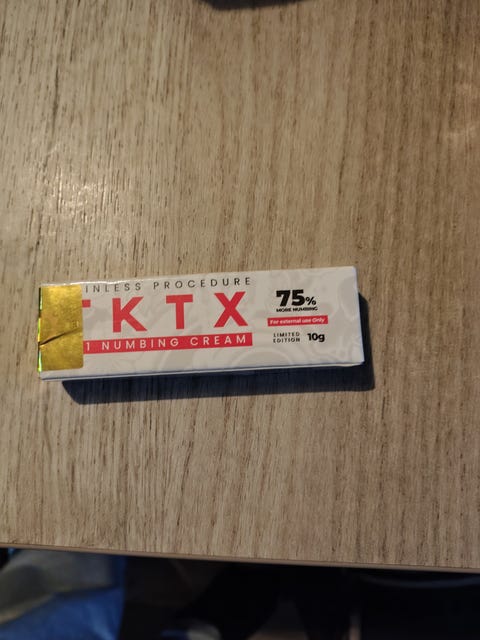 INLESS PROCEDURE
TKTX
1 NUMBING CREAM
75%
MORE NUMBING
For external use Only
LIMITED
EDITION
10g